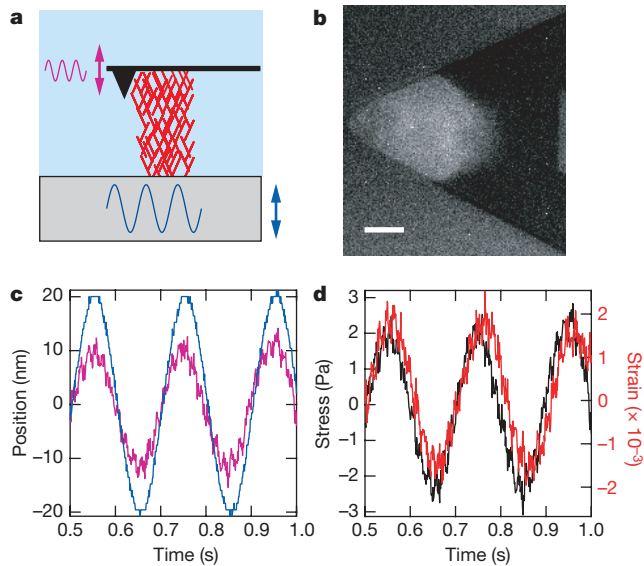 a
b
c
20
10
0
−10
−20
Position (nm)
0.5 0.6 0.7 0.8 0.9 1.0
Time (s)
d
3
2
1
0
−1
−2
−3
Stress (Pa)
2
1
0
−1
−2
Strain (× 10⁻³)
0.5 0.6 0.7 0.8 0.9 1.0
Time (s)